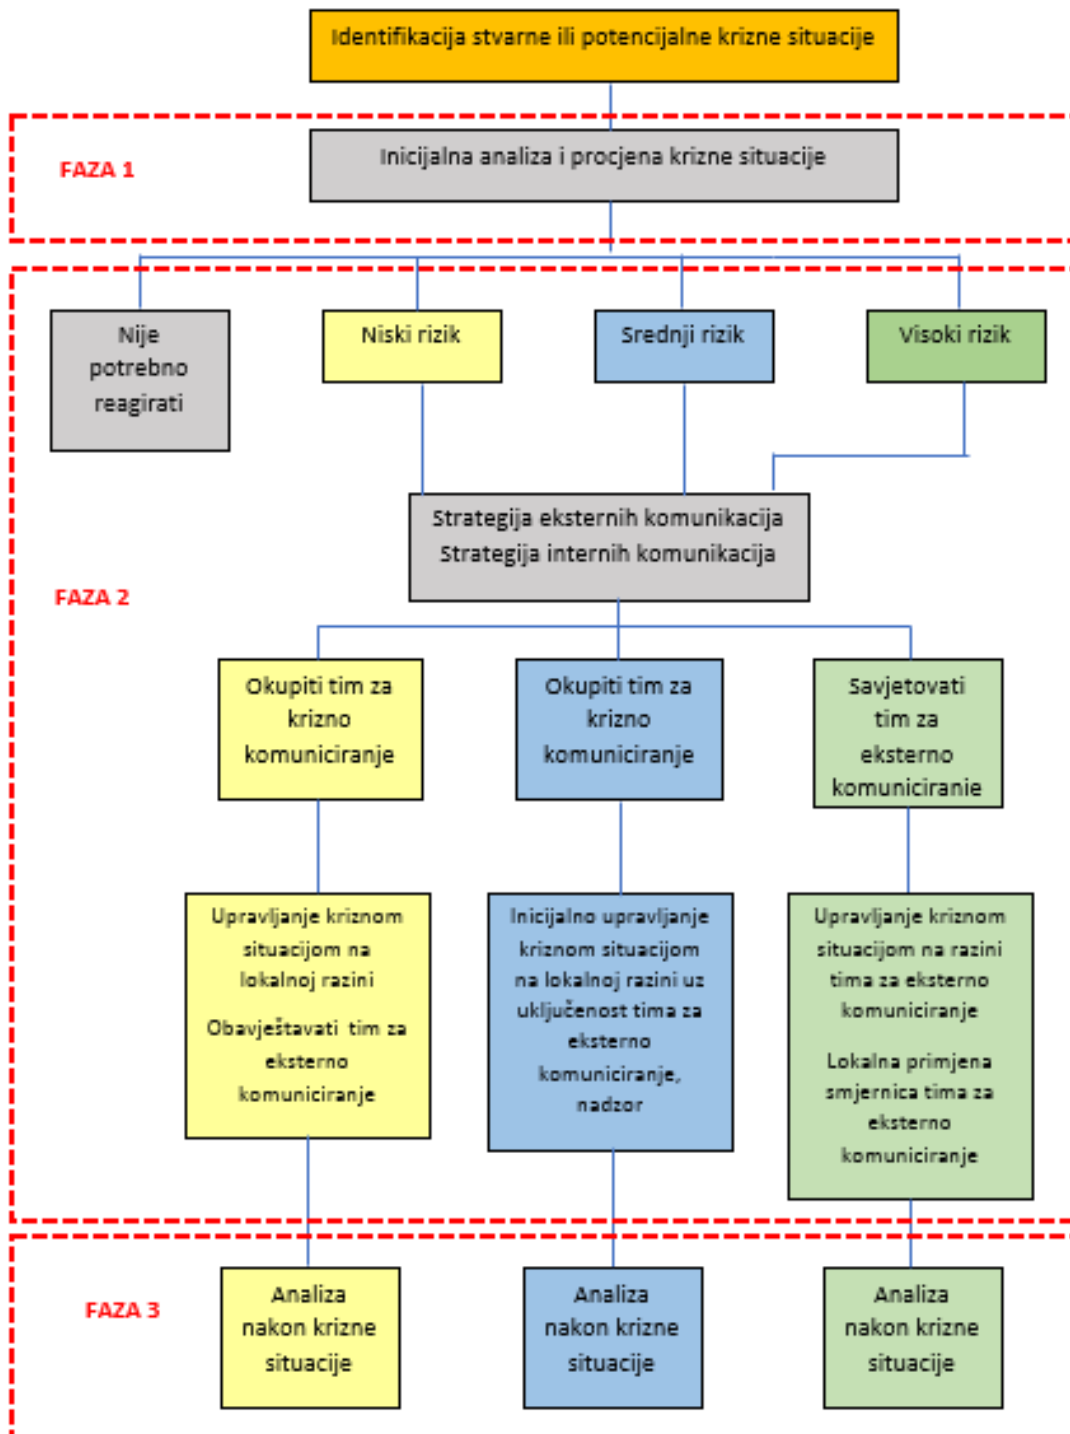 Identifikacija stvarne ili potencijalne krizne situacije
FAZA 1
Inicijalna analiza i procjena krizne situacije
Nije
potrebno
reagirati
Niski rizik
Srednji rizik
Visoki rizik
Strategija eksternih komunikacija
Strategija internih komunikacija
FAZA 2
Okupiti tim za
krizno
komuniciranje
Okupiti tim za
krizno
komuniciranje
Savjetovati
tim za
eksterno
komuniciranie
Upravljanje kriznom
situacijom na
lokalnoj razini
Obavještavati tim za
eksterno
komuniciranje
Inicijalno upravljanje
kriznom situacijom
na lokalnoj razini uz
uključenost tima za
eksterno
komuniciranje,
nadzor
Upravljanje kriznom
situacijom na razini
tima za eksterno
komuniciranje
Lokalna primjena
smjernica tima za
eksterno
komuniciranje
FAZA 3
Analiza
nakon krizne
situacije
Analiza
nakon krizne
situacije
Analiza
nakon krizne
situacije